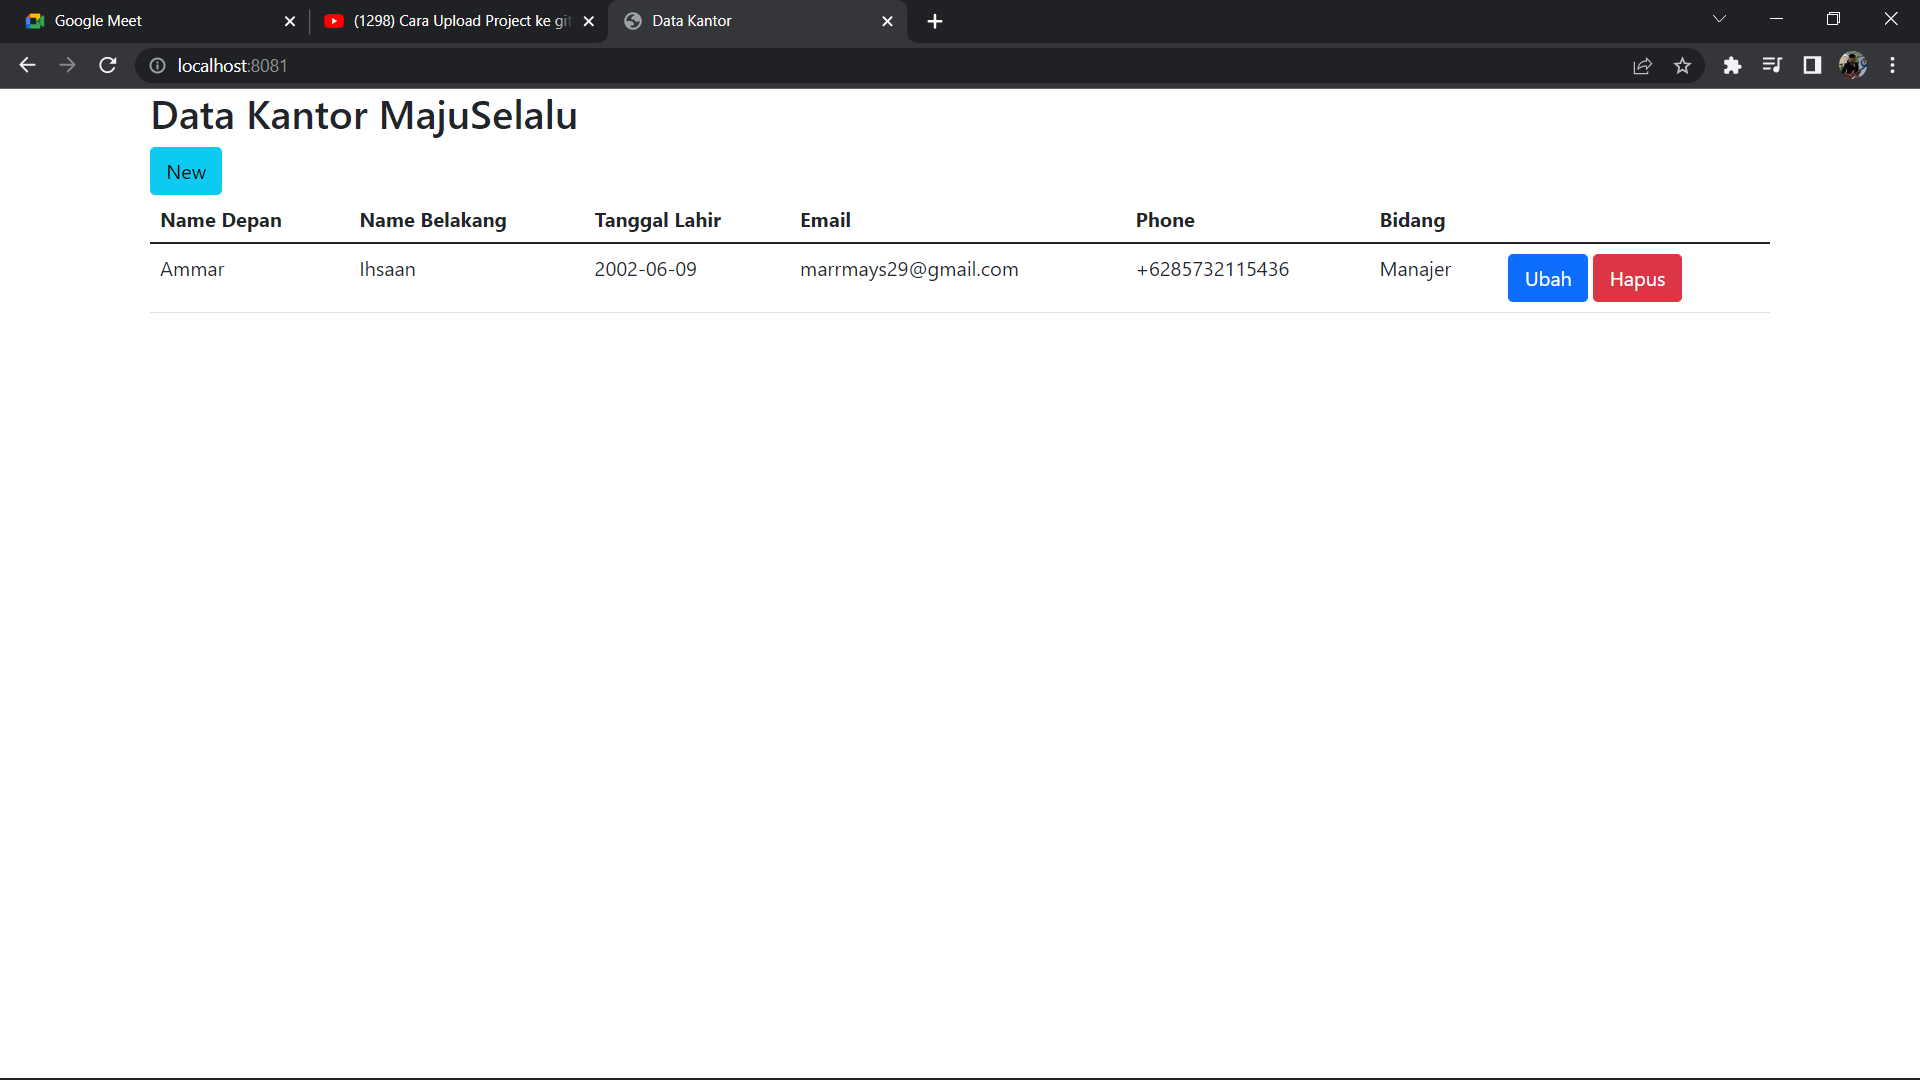 Google Meet
(1298) Cara Upload Project ke git
Data Kantor
localhost:8081
Data Kantor MajuSelalu
New
Name Depan Name Belakang Tanggal Lahir Email Phone Bidang
Ammar Ihsaan 2002-06-09 marrmays29@gmail.com +6285732115436 Manajer Ubah Hapus